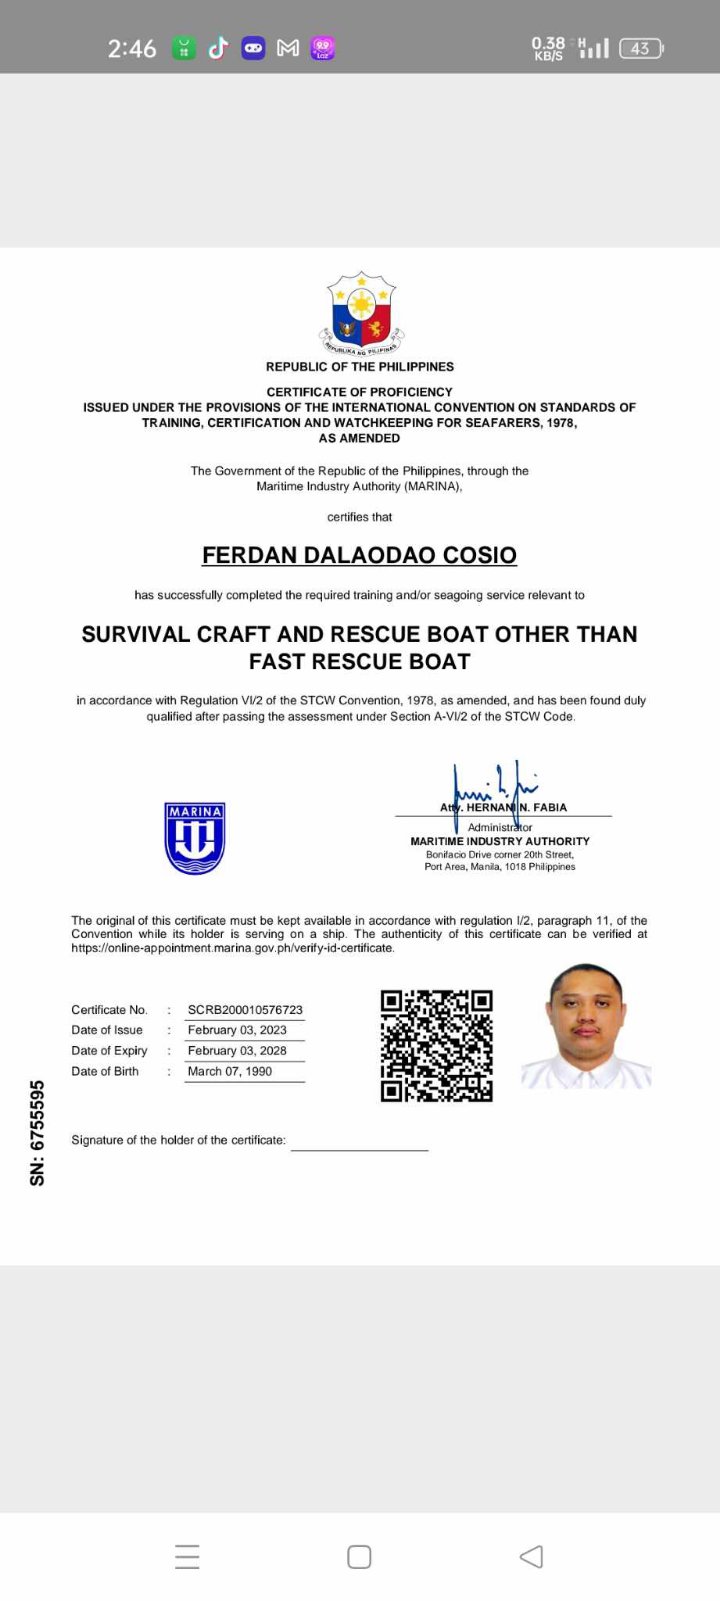 2:46
0.38 KB/S
H
43
99
REPUBLIKA NG PILIPINAS
REPUBLIC OF THE PHILIPPINES
CERTIFICATE OF PROFICIENCY
ISSUED UNDER THE PROVISIONS OF THE INTERNATIONAL CONVENTION ON STANDARDS OF
TRAINING, CERTIFICATION AND WATCHKEEPING FOR SEAFARERS, 1978,
AS AMENDED
The Government of the Republic of the Philippines, through the
Maritime Industry Authority (MARINA),
certifies that
FERDAN DALAODAO COSIO
has successfully completed the required training and/or seagoing service relevant to
SURVIVAL CRAFT AND RESCUE BOAT OTHER THAN
FAST RESCUE BOAT
in accordance with Regulation VI/2 of the STCW Convention, 1978, as amended, and has been found duly
qualified after passing the assessment under Section A-VI/2 of the STCW Code.
MARINA
Atty. HERNANI N. FABIA
Administrator
MARITIME INDUSTRY AUTHORITY
Bonifacio Drive corner 20th Street,
Port Area, Manila, 1018 Philippines
The original of this certificate must be kept available in accordance with regulation I/2, paragraph 11, of the
Convention while its holder is serving on a ship. The authenticity of this certificate can be verified at
https://online-appointment.marina.gov.ph/verify-id-certificate.
Certificate No. : SCRB200010576723
Date of Issue : February 03, 2023
Date of Expiry : February 03, 2028
Date of Birth : March 07, 1990
SN: 6755595
Signature of the holder of the certificate: